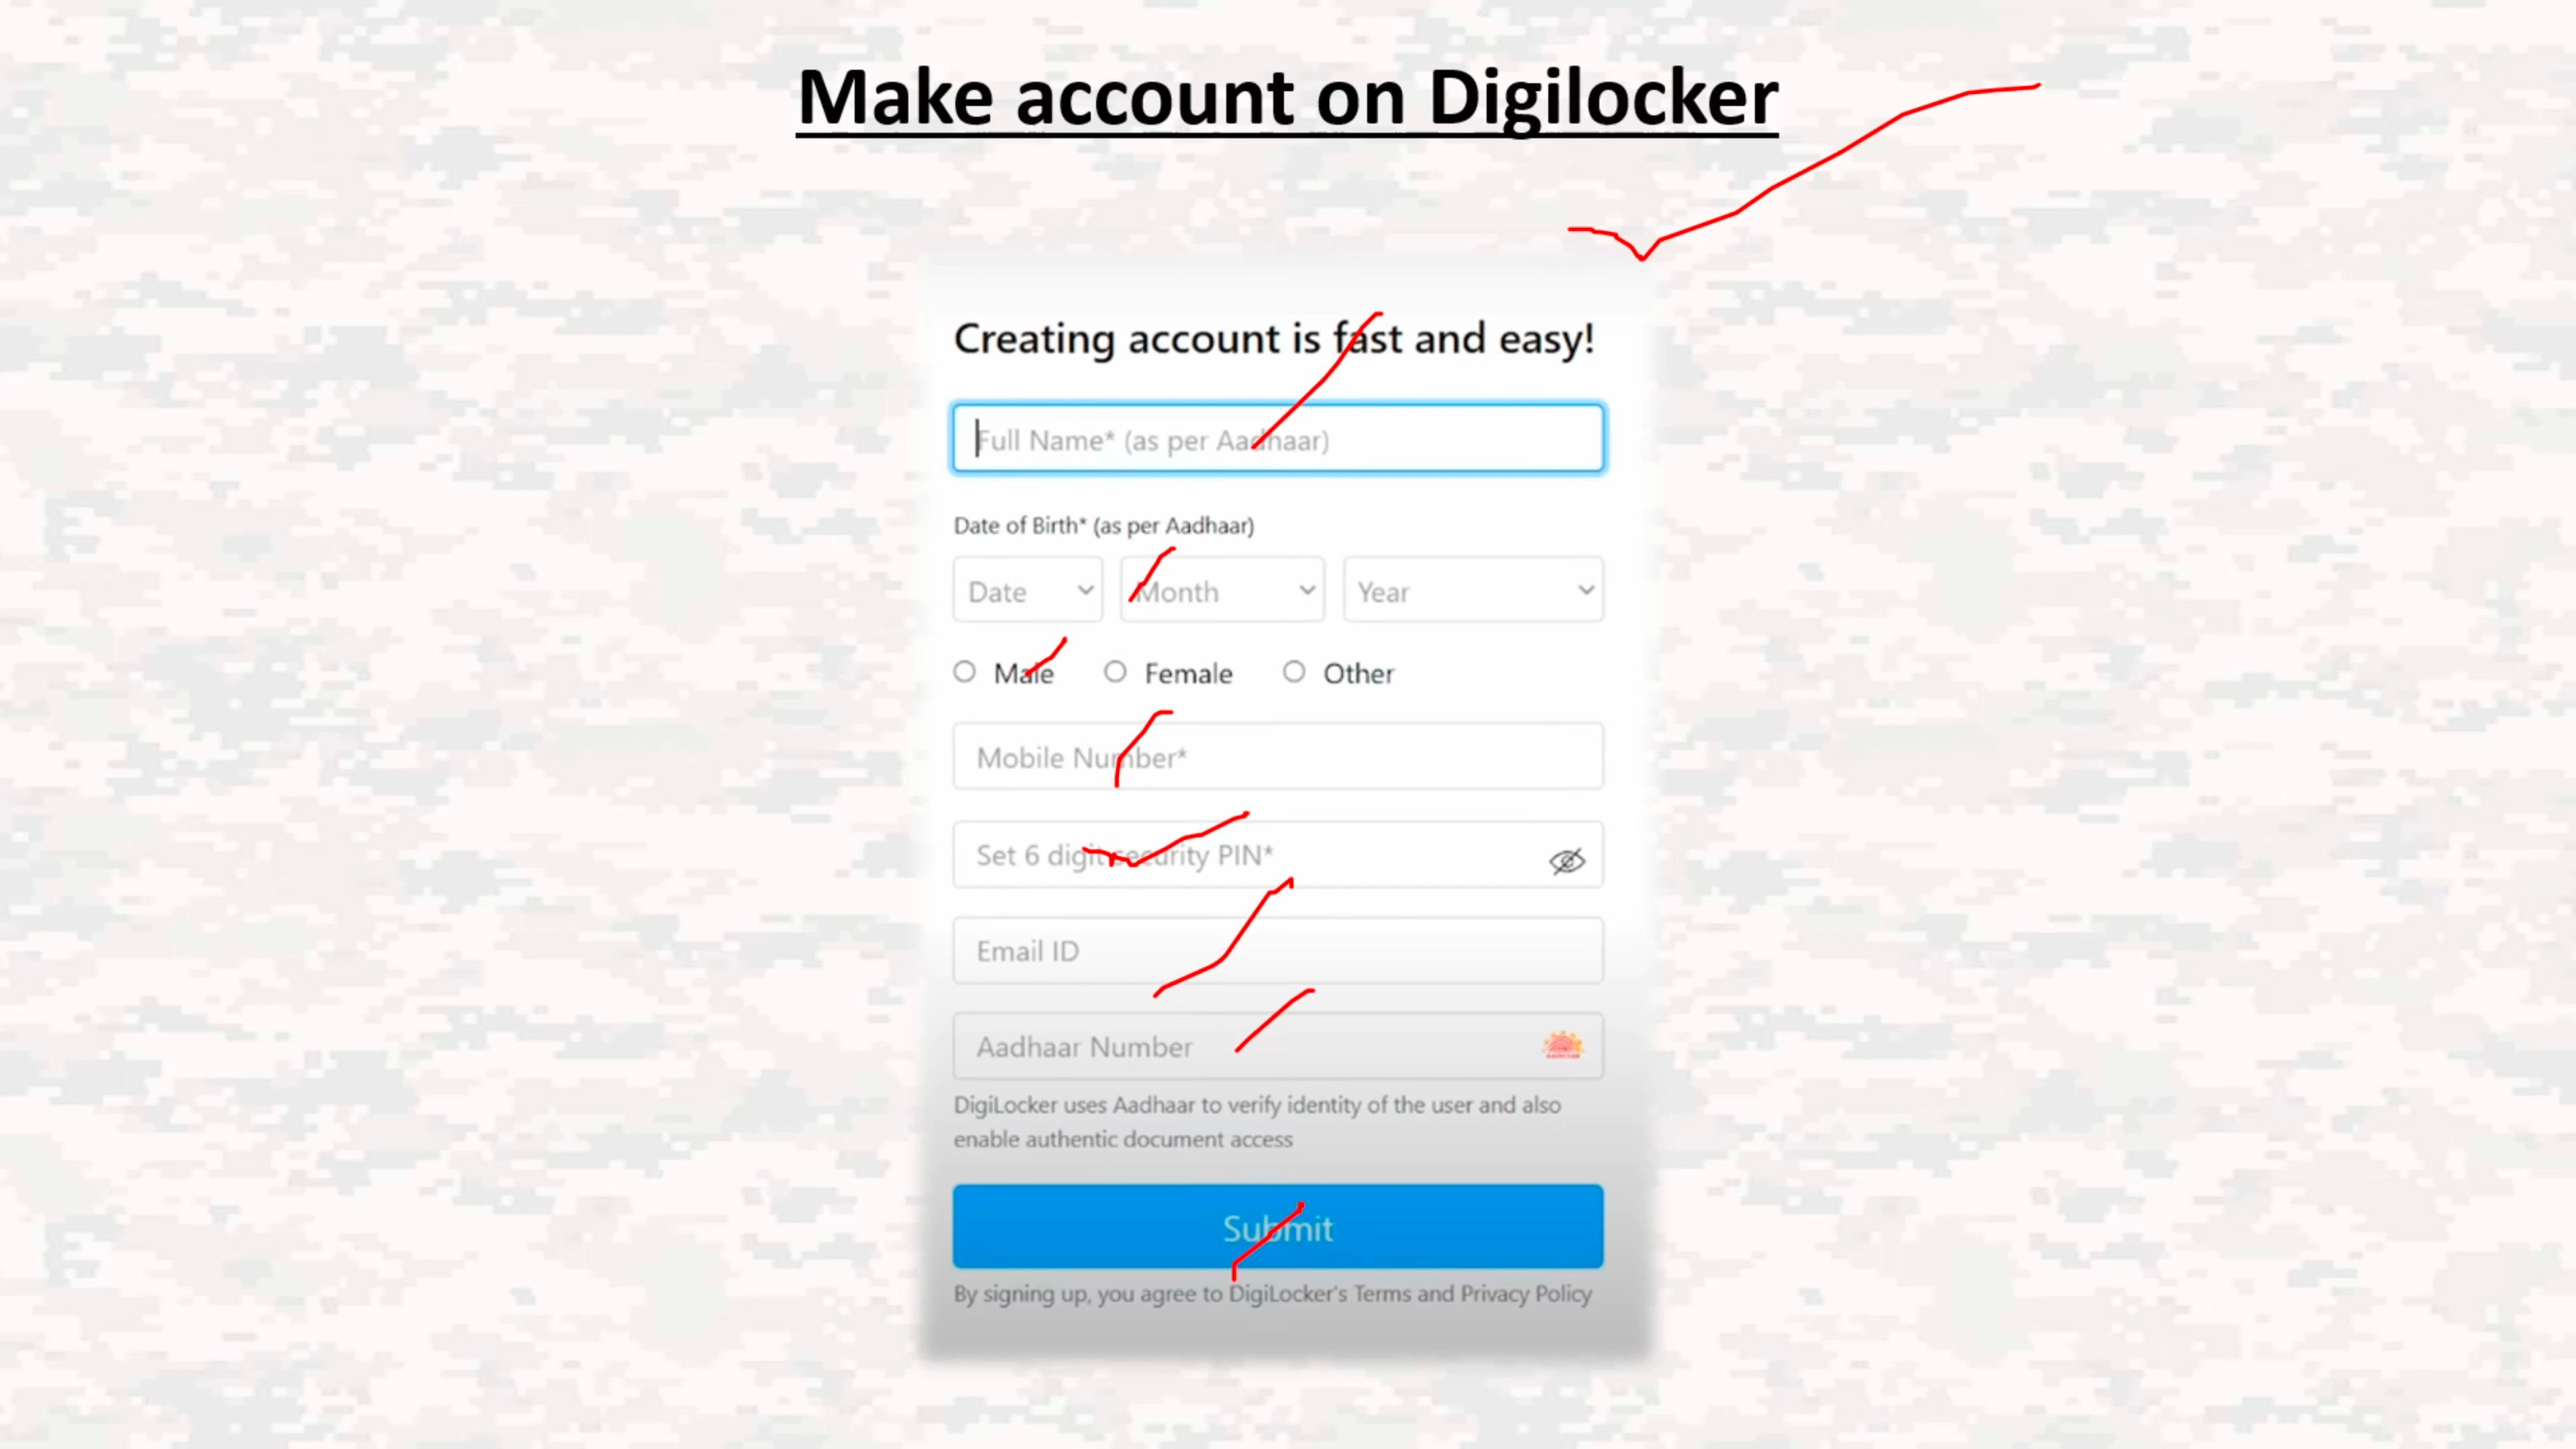 Make account on Digilocker
Creating account is fast and easy!
Full Name* (as per Aadhaar)
Date of Birth* (as per Aadhaar)
Date Month Year
Male Female Other
Mobile Number*
Set 6 digit security PIN*
Email ID
Aadhaar Number
DigiLocker uses Aadhaar to verify identity of the user and also
enable authentic document access
Submit
By signing up, you agree to DigiLocker's Terms and Privacy Policy